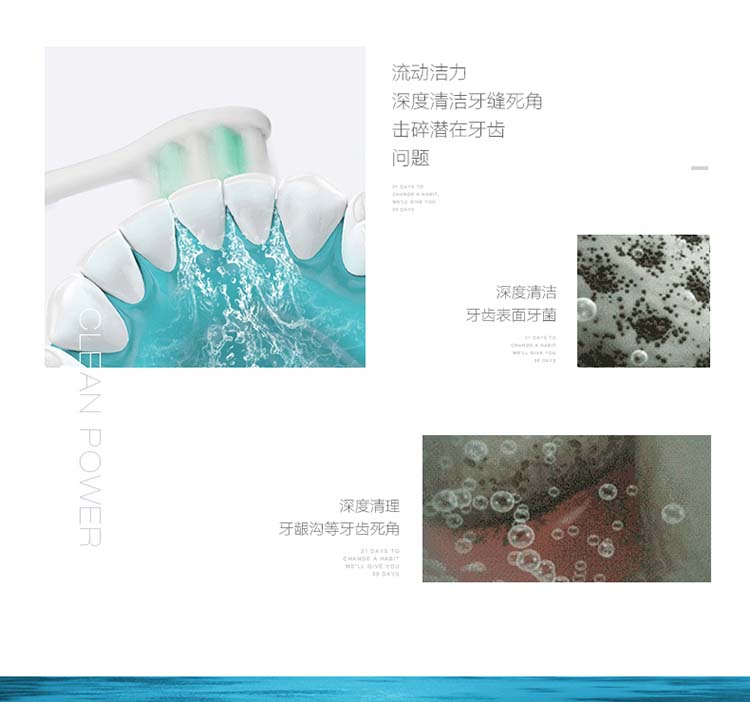 流动洁力
深度清洁牙缝死角
击碎潜在牙齿
问题
21 DAYS TO
CHANGE A HABIT,
WE'LL GIVE YOU
30 DAYS
深度清洁
牙齿表面牙菌
21 DAYS TO
CHANGE A HABIT
WE'LL GIVE YOU
30 DAYS
CLEAN POWER
深度清理
牙龈沟等牙齿死角
21 DAYS TO
CHANGE A HABIT
WE'LL GIVE YOU
30 DAYS